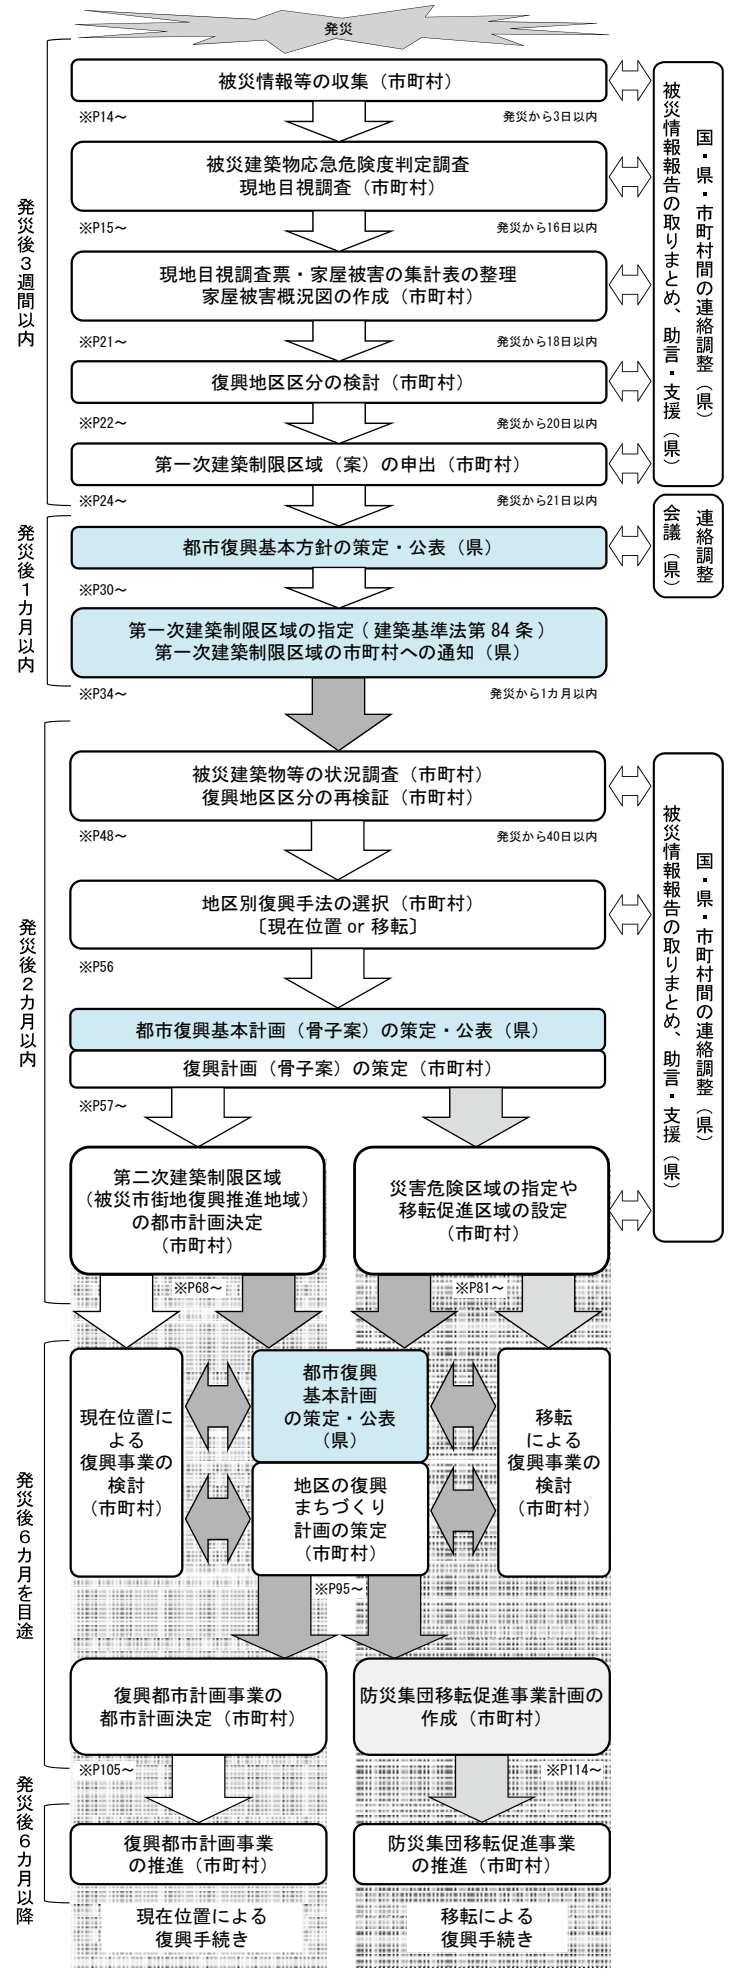 発災
発災後３週間以内
被災情報等の収集（市町村）
※P14～
発災から3日以内
被災建築物応急危険度判定調査
現地目視調査（市町村）
※P15～
発災から16日以内
現地目視調査票・家屋被害の集計表の整理
家屋被害概況図の作成（市町村）
※P21～
発災から18日以内
復興地区区分の検討（市町村）
※P22～
発災から20日以内
第一次建築制限区域（案）の申出（市町村）
※P24～
発災から21日以内
国・県・市町村間の連絡調整（県）
被災情報報告の取りまとめ、助言・支援（県）
発災後１カ月以内
都市復興基本方針の策定・公表（県）
※P30～
連絡調整
会議（県）
第一次建築制限区域の指定（建築基準法第 84 条）
第一次建築制限区域の市町村への通知（県）
※P34～
発災から1カ月以内
発災後２カ月以内
被災建築物等の状況調査（市町村）
復興地区区分の再検証（市町村）
※P48～
発災から40日以内
地区別復興手法の選択（市町村）
〔現在位置 or 移転〕
※P56
都市復興基本計画（骨子案）の策定・公表（県）
復興計画（骨子案）の策定（市町村）
※P57～
国・県・市町村間の連絡調整（県）
被災情報報告の取りまとめ、助言・支援（県）
第二次建築制限区域
（被災市街地復興推進地域）
の都市計画決定
（市町村）
災害危険区域の指定や
移転促進区域の設定
（市町村）
※P68～
※P81～
発災後６カ月を目途
現在位置に
よる
復興事業の
検討
（市町村）
都市復興
基本計画
の策定・公表
（県）
地区の復興
まちづくり
計画の策定
（市町村）
移転
による
復興事業の
検討
（市町村）
※P95～
復興都市計画事業の
都市計画決定（市町村）
防災集団移転促進事業計画の
作成（市町村）
※P105～
※P114～
発災後６カ月以降
復興都市計画事業
の推進（市町村）
防災集団移転促進事業
の推進（市町村）
現在位置による
復興手続き
移転による
復興手続き